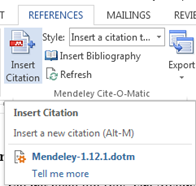 REFERENCES MAILINGS
Insert Citation
Style: Insert a citation t...
Insert Bibliography
Refresh
Export
Mendeley Cite-O-Matic
Insert Citation
Insert a new citation (Alt-M)
Mendeley-1.12.1.dotm
Tell me more